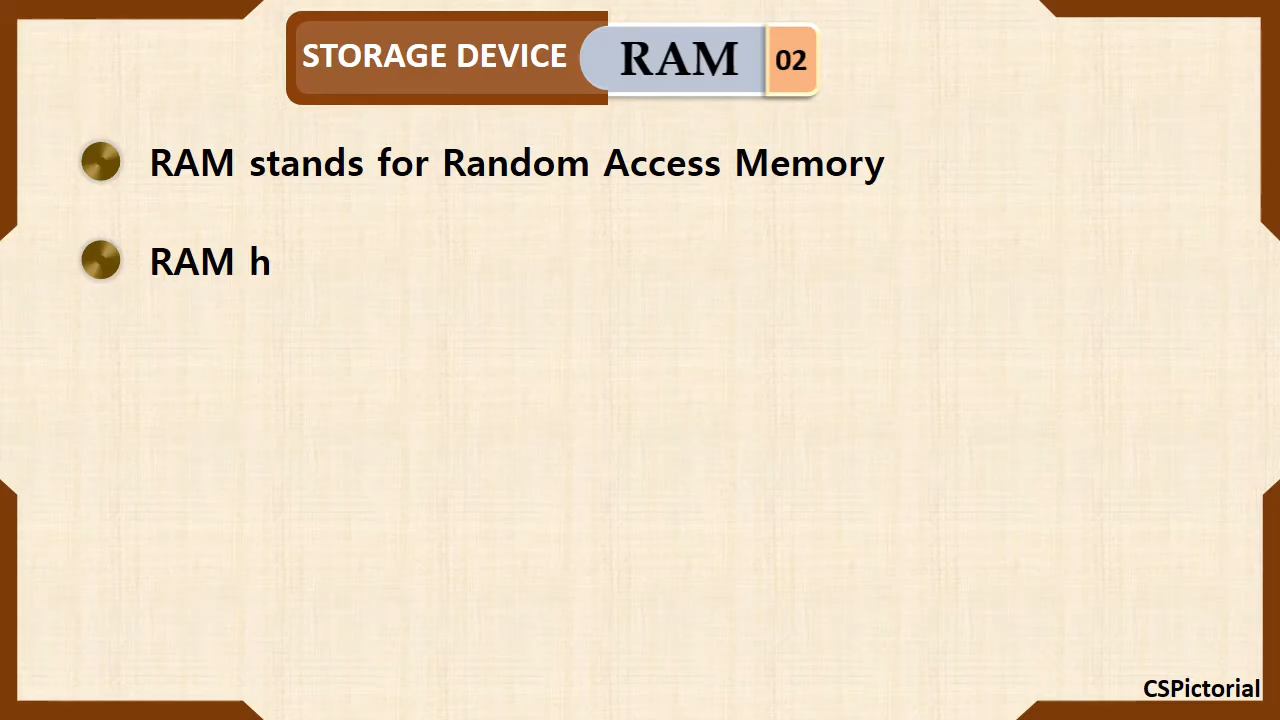 STORAGE DEVICE RAM 02
RAM stands for Random Access Memory
RAM h
CSPictorial